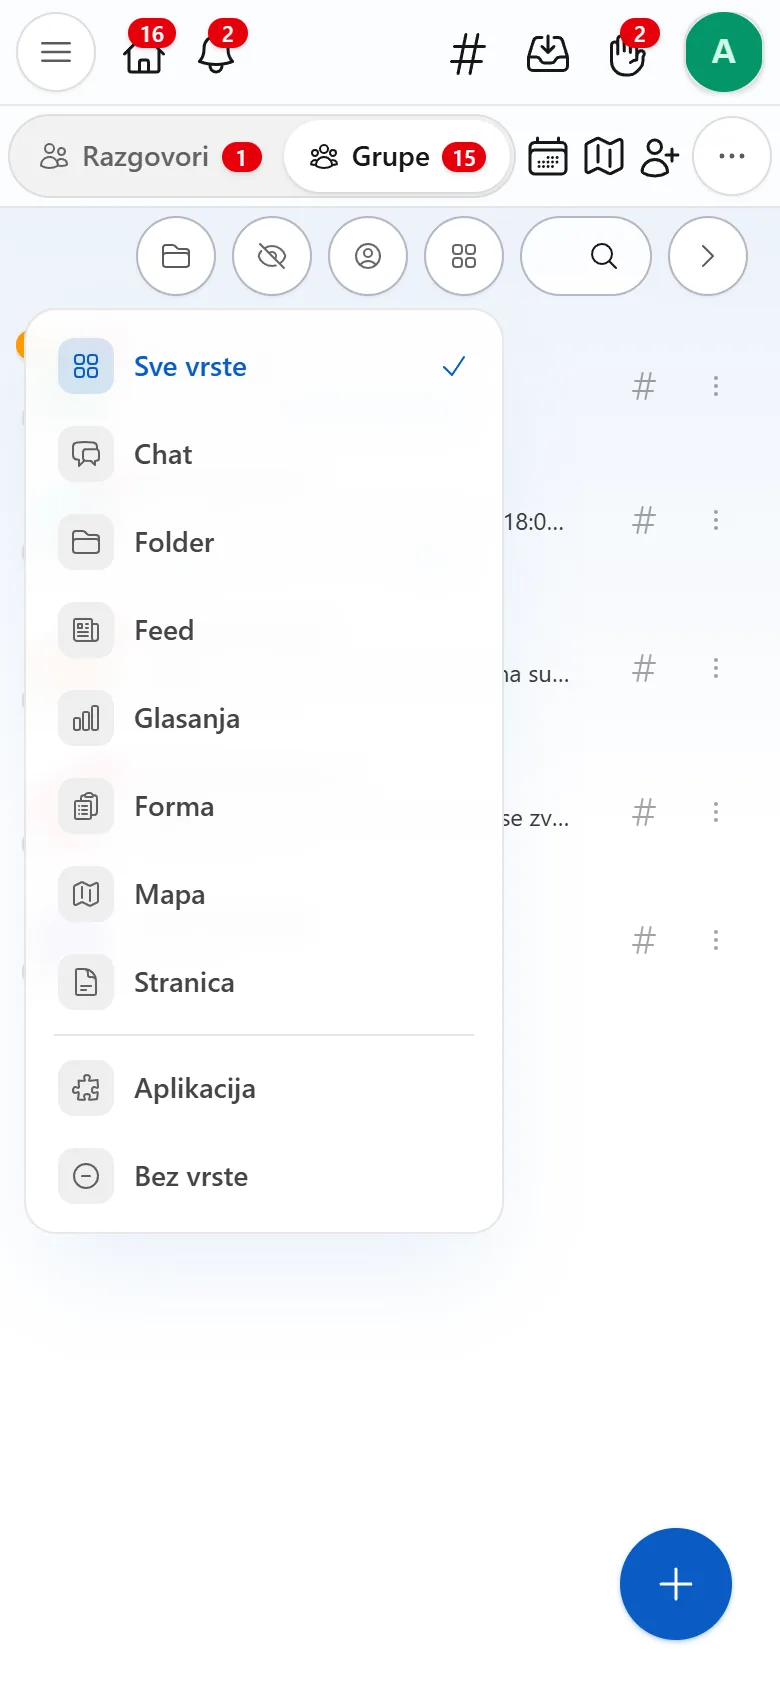 16
2
2
A
Razgovori 1
Grupe 15
Sve vrste
Chat
Folder
18:0...
Feed
na su...
Glasanja
Forma
se zv...
Mapa
Stranica
Aplikacija
Bez vrste